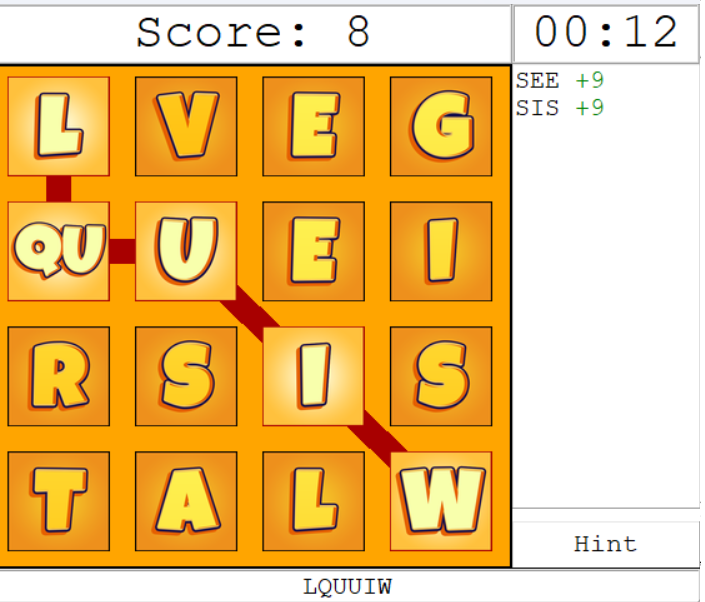 Score: 8
00:12
SEE +9
SIS +9
L V E G
QU U E I
R S I S
T A L W
Hint
LQUUIW